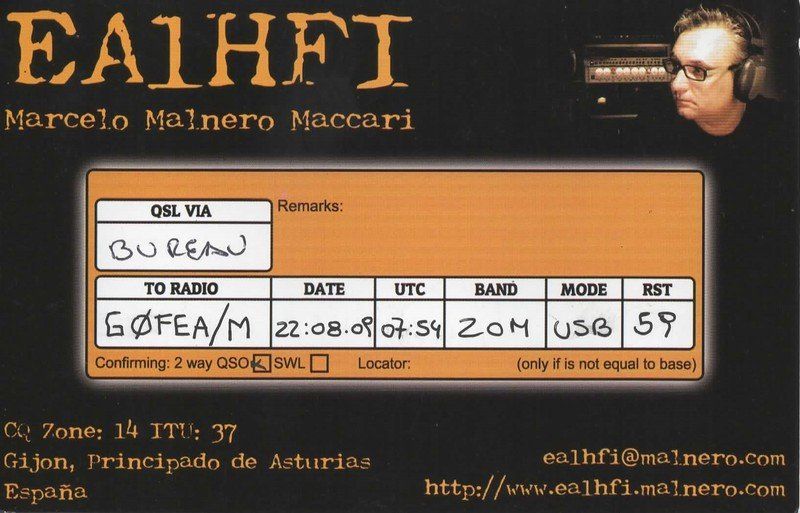 EA1HFI
Marcelo Malnero Maccari
QSL VIA
Remarks:
BUREAU
TO RADIO DATE UTC BAND MODE RST
GØFEA/M 22:08.09 07:54 20M USB 59
Confirming: 2 way QSO SWL Locator: (only if is not equal to base)
CQ Zone: 14 ITU: 37
Gijon, Principado de Asturias
España
ea1hfi@malnero.com
http://www.ea1hfi.malnero.com